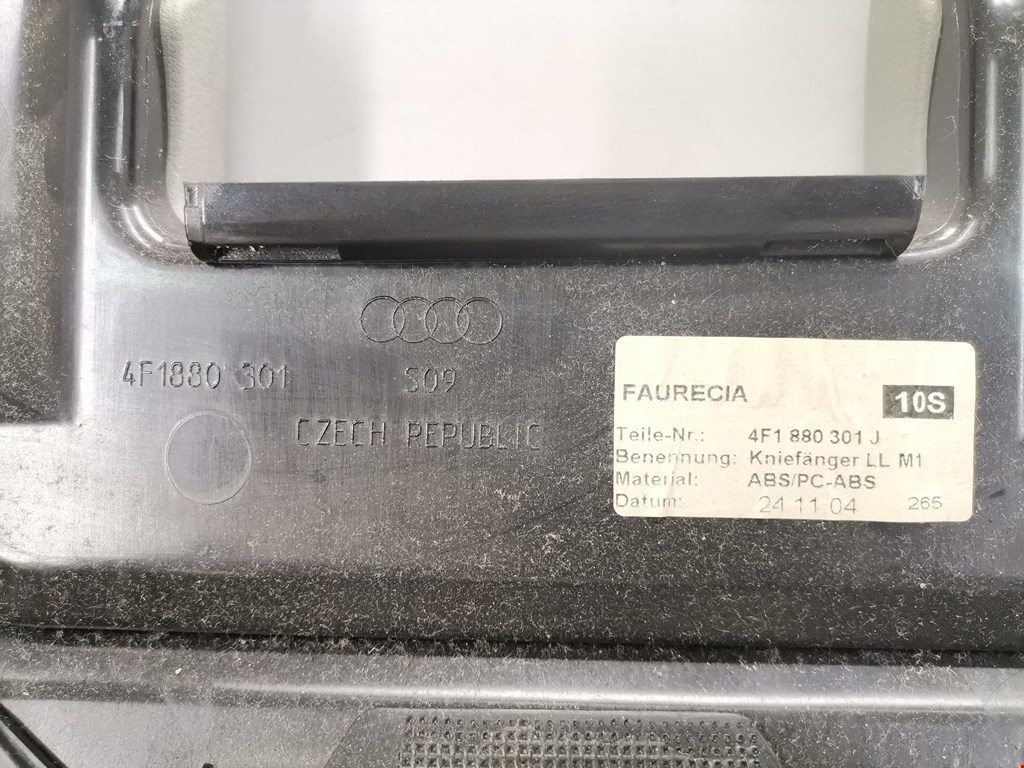 4F1880 301 S09
CZECH REPUBLIC
FAURECIA 10S
Teile-Nr.: 4F1 880 301 J
Benennung: Kniefänger LL M1
Material: ABS/PC-ABS
Datum: 24 11 04 265